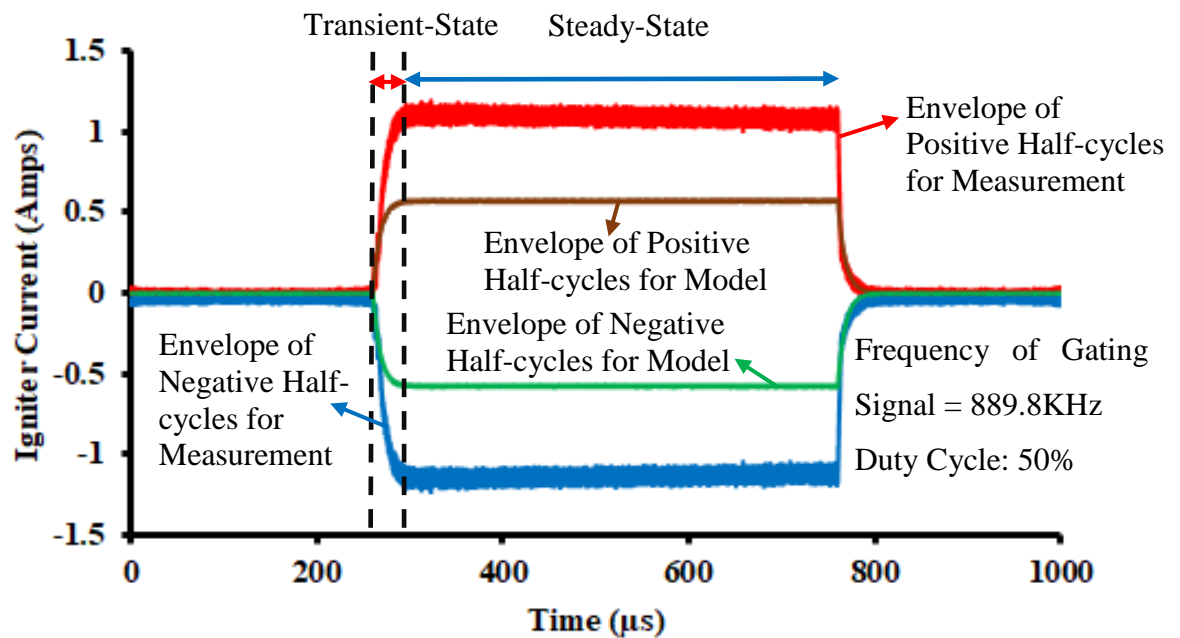 Transient-State
Steady-State
1.5
1
0.5
0
-0.5
-1
-1.5
Igniter Current (Amps)
Envelope of
Positive Half-cycles
for Measurement
Envelope of Positive
Half-cycles for Model
Envelope of Negative
Half-cycles for Model
Envelope of
Negative Half-
cycles for
Measurement
Frequency of Gating
Signal = 889.8KHz
Duty Cycle: 50%
0
200
400
600
800
1000
Time (μs)